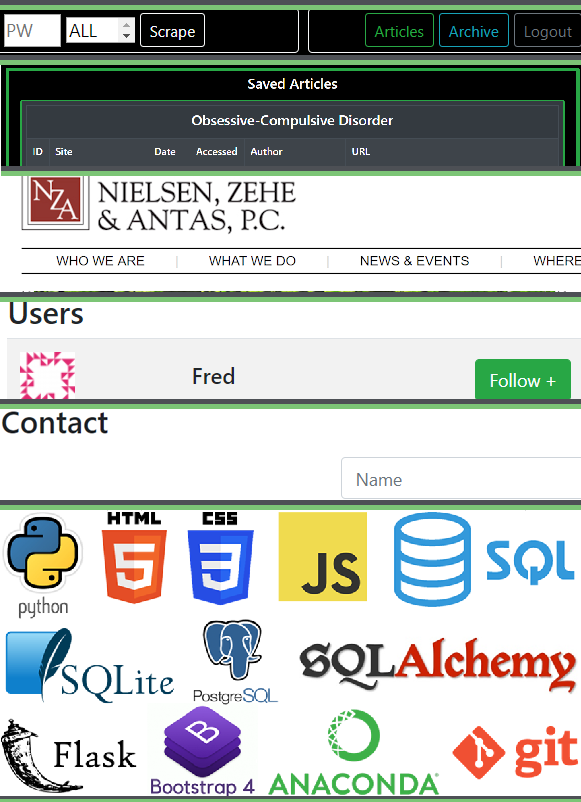 PW ALL Scrape Articles Archive Logout
Saved Articles
Obsessive-Compulsive Disorder
ID Site Date Accessed Author URL
NZA NIELSEN, ZEHE
& ANTAS, P.C.
WHO WE ARE | WHAT WE DO | NEWS & EVENTS | WHERE
Users
Fred Follow +
Contact
Name
HTML CSS
5 3 JS SQL
python
SQLite PostgreSQL SQLAlchemy
Flask B git
Bootstrap 4 ANACONDA